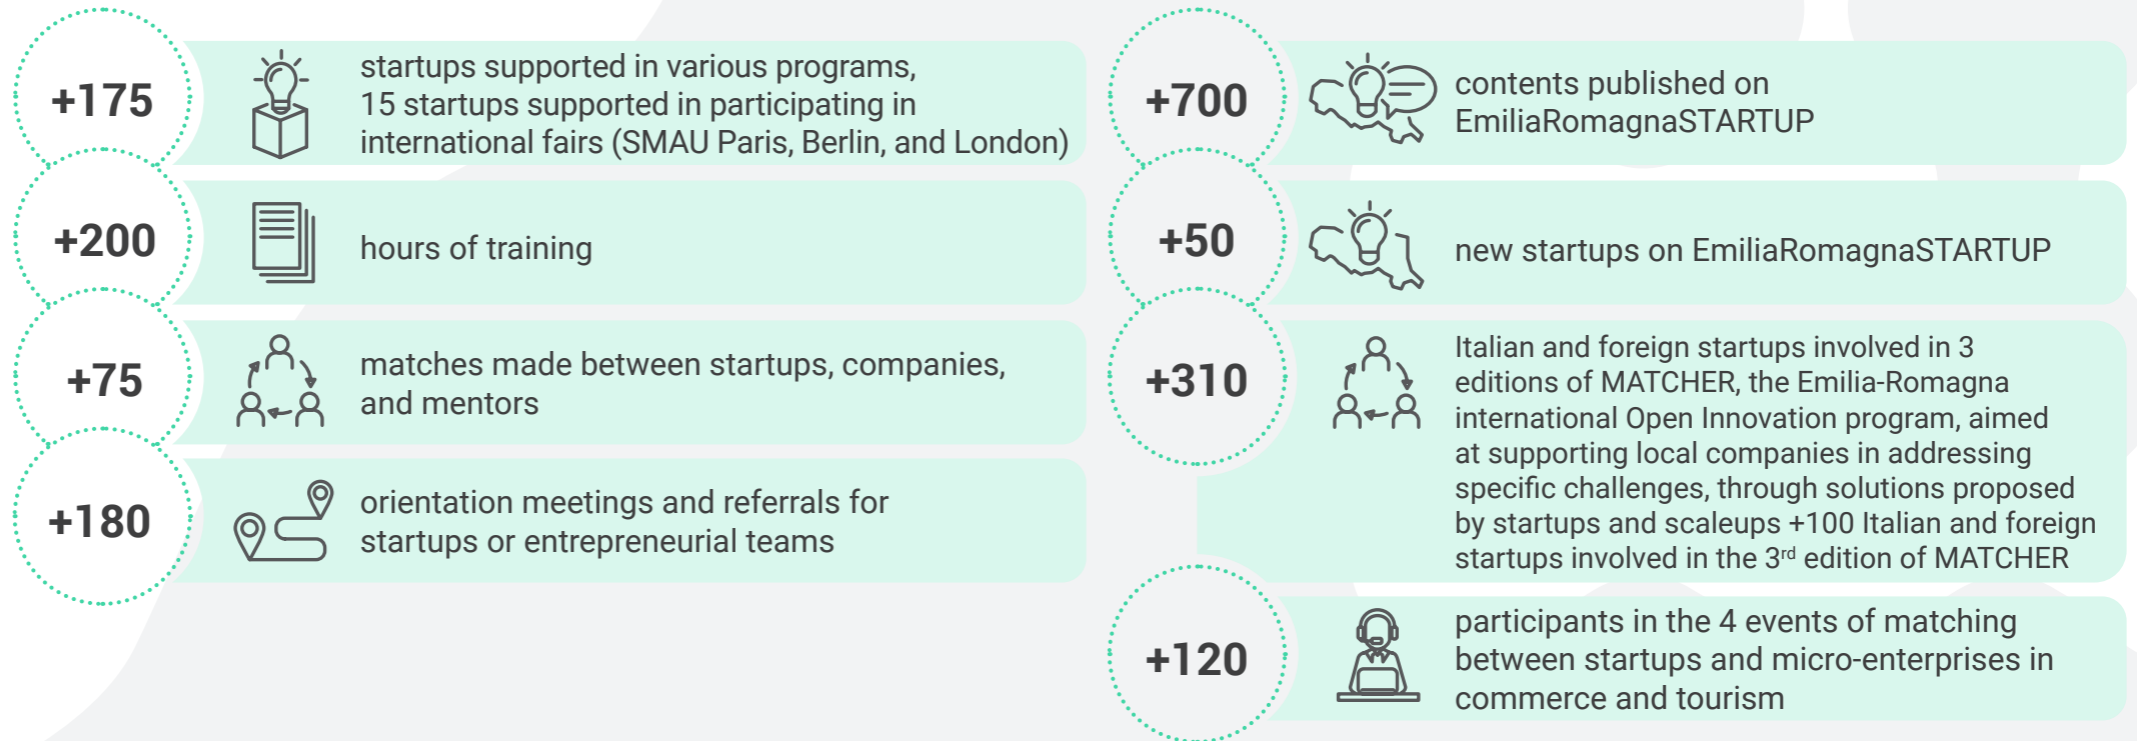 +175
startups supported in various programs,
15 startups supported in participating in
international fairs (SMAU Paris, Berlin, and London)
+200
hours of training
+75
matches made between startups, companies,
and mentors
+180
orientation meetings and referrals for
startups or entrepreneurial teams
+700
contents published on
EmiliaRomagnaSTARTUP
+50
new startups on EmiliaRomagnaSTARTUP
+310
Italian and foreign startups involved in 3
editions of MATCHER, the Emilia-Romagna
international Open Innovation program, aimed
at supporting local companies in addressing
specific challenges, through solutions proposed
by startups and scaleups +100 Italian and foreign
startups involved in the 3rd edition of MATCHER
+120
participants in the 4 events of matching
between startups and micro-enterprises in
commerce and tourism